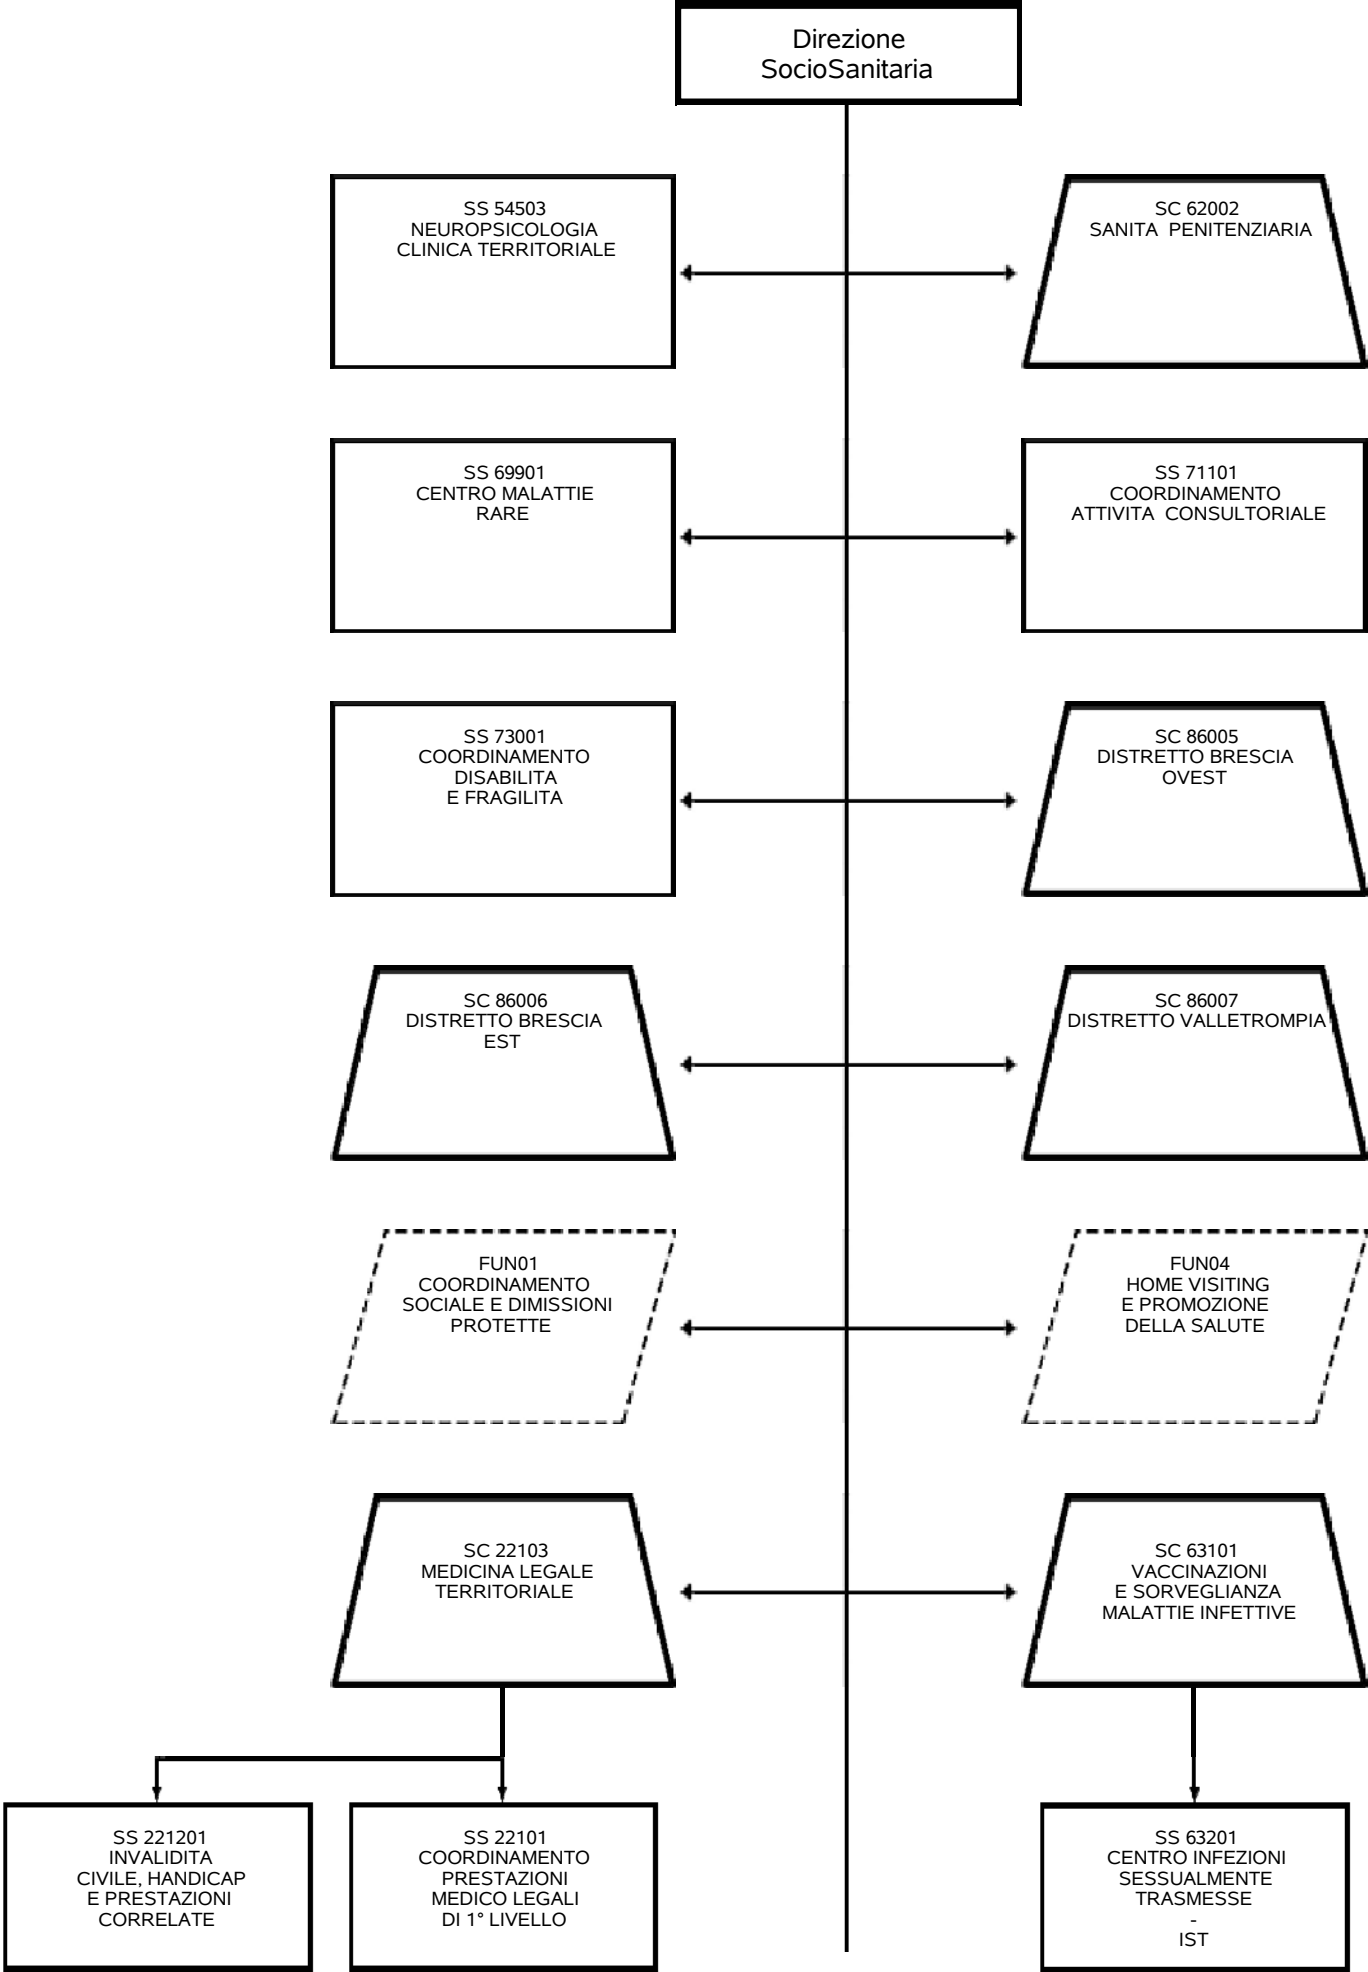 Direzione
SocioSanitaria
SS 54503
NEUROPSICOLOGIA
CLINICA TERRITORIALE
SC 62002
SANITA  PENITENZIARIA
SS 69901
CENTRO MALATTIE
RARE
SS 71101
COORDINAMENTO
ATTIVITA  CONSULTORIALE
SS 73001
COORDINAMENTO
DISABILITA
E FRAGILITA
SC 86005
DISTRETTO BRESCIA
OVEST
SC 86006
DISTRETTO BRESCIA
EST
SC 86007
DISTRETTO VALLETROMPIA
FUN01
COORDINAMENTO
SOCIALE E DIMISSIONI
PROTETTE
FUN04
HOME VISITING
E PROMOZIONE
DELLA SALUTE
SC 22103
MEDICINA LEGALE
TERRITORIALE
SC 63101
VACCINAZIONI
E SORVEGLIANZA
MALATTIE INFETTIVE
SS 221201
INVALIDITA
CIVILE, HANDICAP
E PRESTAZIONI
CORRELATE
SS 22101
COORDINAMENTO
PRESTAZIONI
MEDICO LEGALI
DI 1° LIVELLO
SS 63201
CENTRO INFEZIONI
SESSUALMENTE
TRASMESSE
-
IST